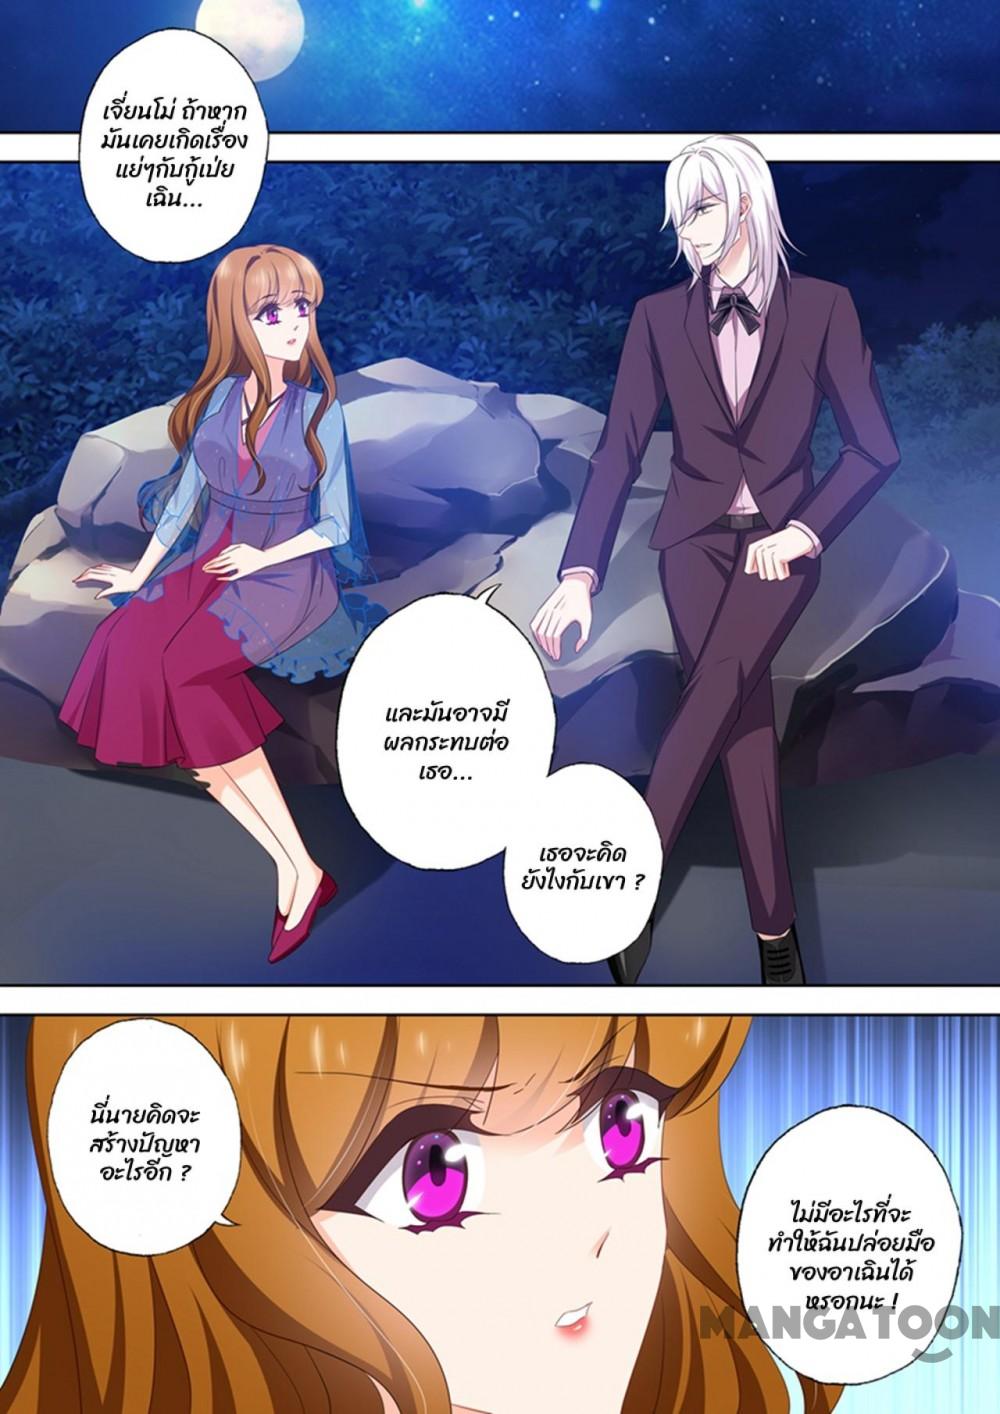 เจี่ยนโม่ ถ้าหาก
มันเคยเกิดเรื่อง
แย่ๆกับกู้เป่ย
เฉิน...
และมันอาจมี
ผลกระทบต่อ
เธอ...
เธอจะคิด
ยังไงกับเขา ?
นี่นายคิดจะ
สร้างปัญหา
อะไรอีก ?
ไม่มีอะไรที่จะ
ทำให้ฉันปล่อยมือ
ของอาเฉินได้
หรอกนะ !
MANGATOON